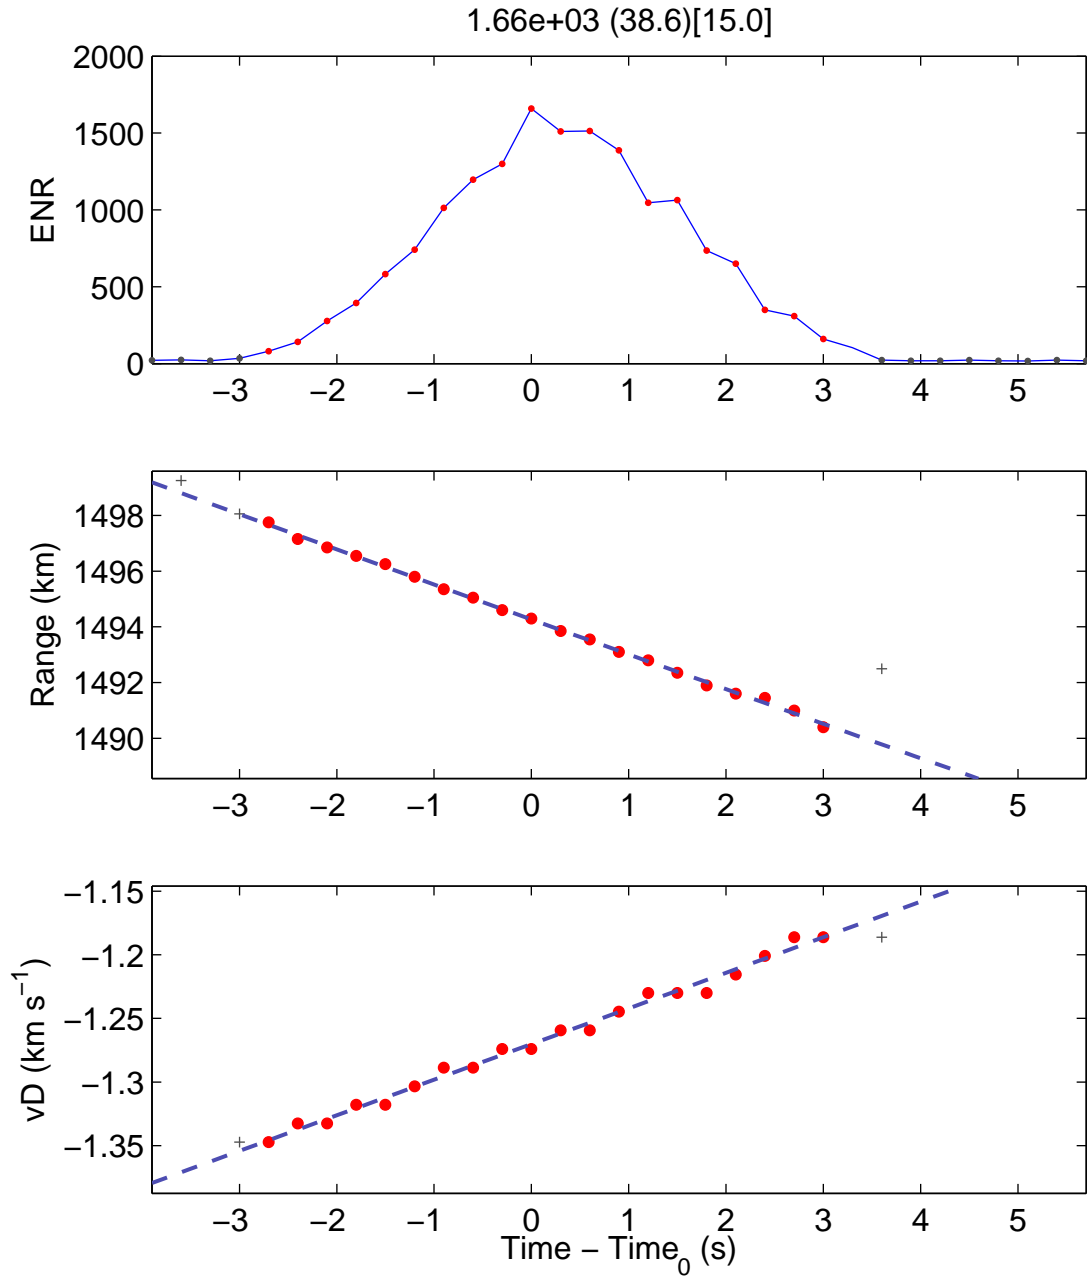 1.66e+03 (38.6)[15.0]
2000
1500
1000
500
0
ENR
−3 −2 −1 0 1 2 3 4 5
1498
1496
1494
1492
1490
Range (km)
−3 −2 −1 0 1 2 3 4 5
−1.15
−1.2
−1.25
−1.3
−1.35
vD (km s⁻¹)
−3 −2 −1 0 1 2 3 4 5
Time − Time₀ (s)